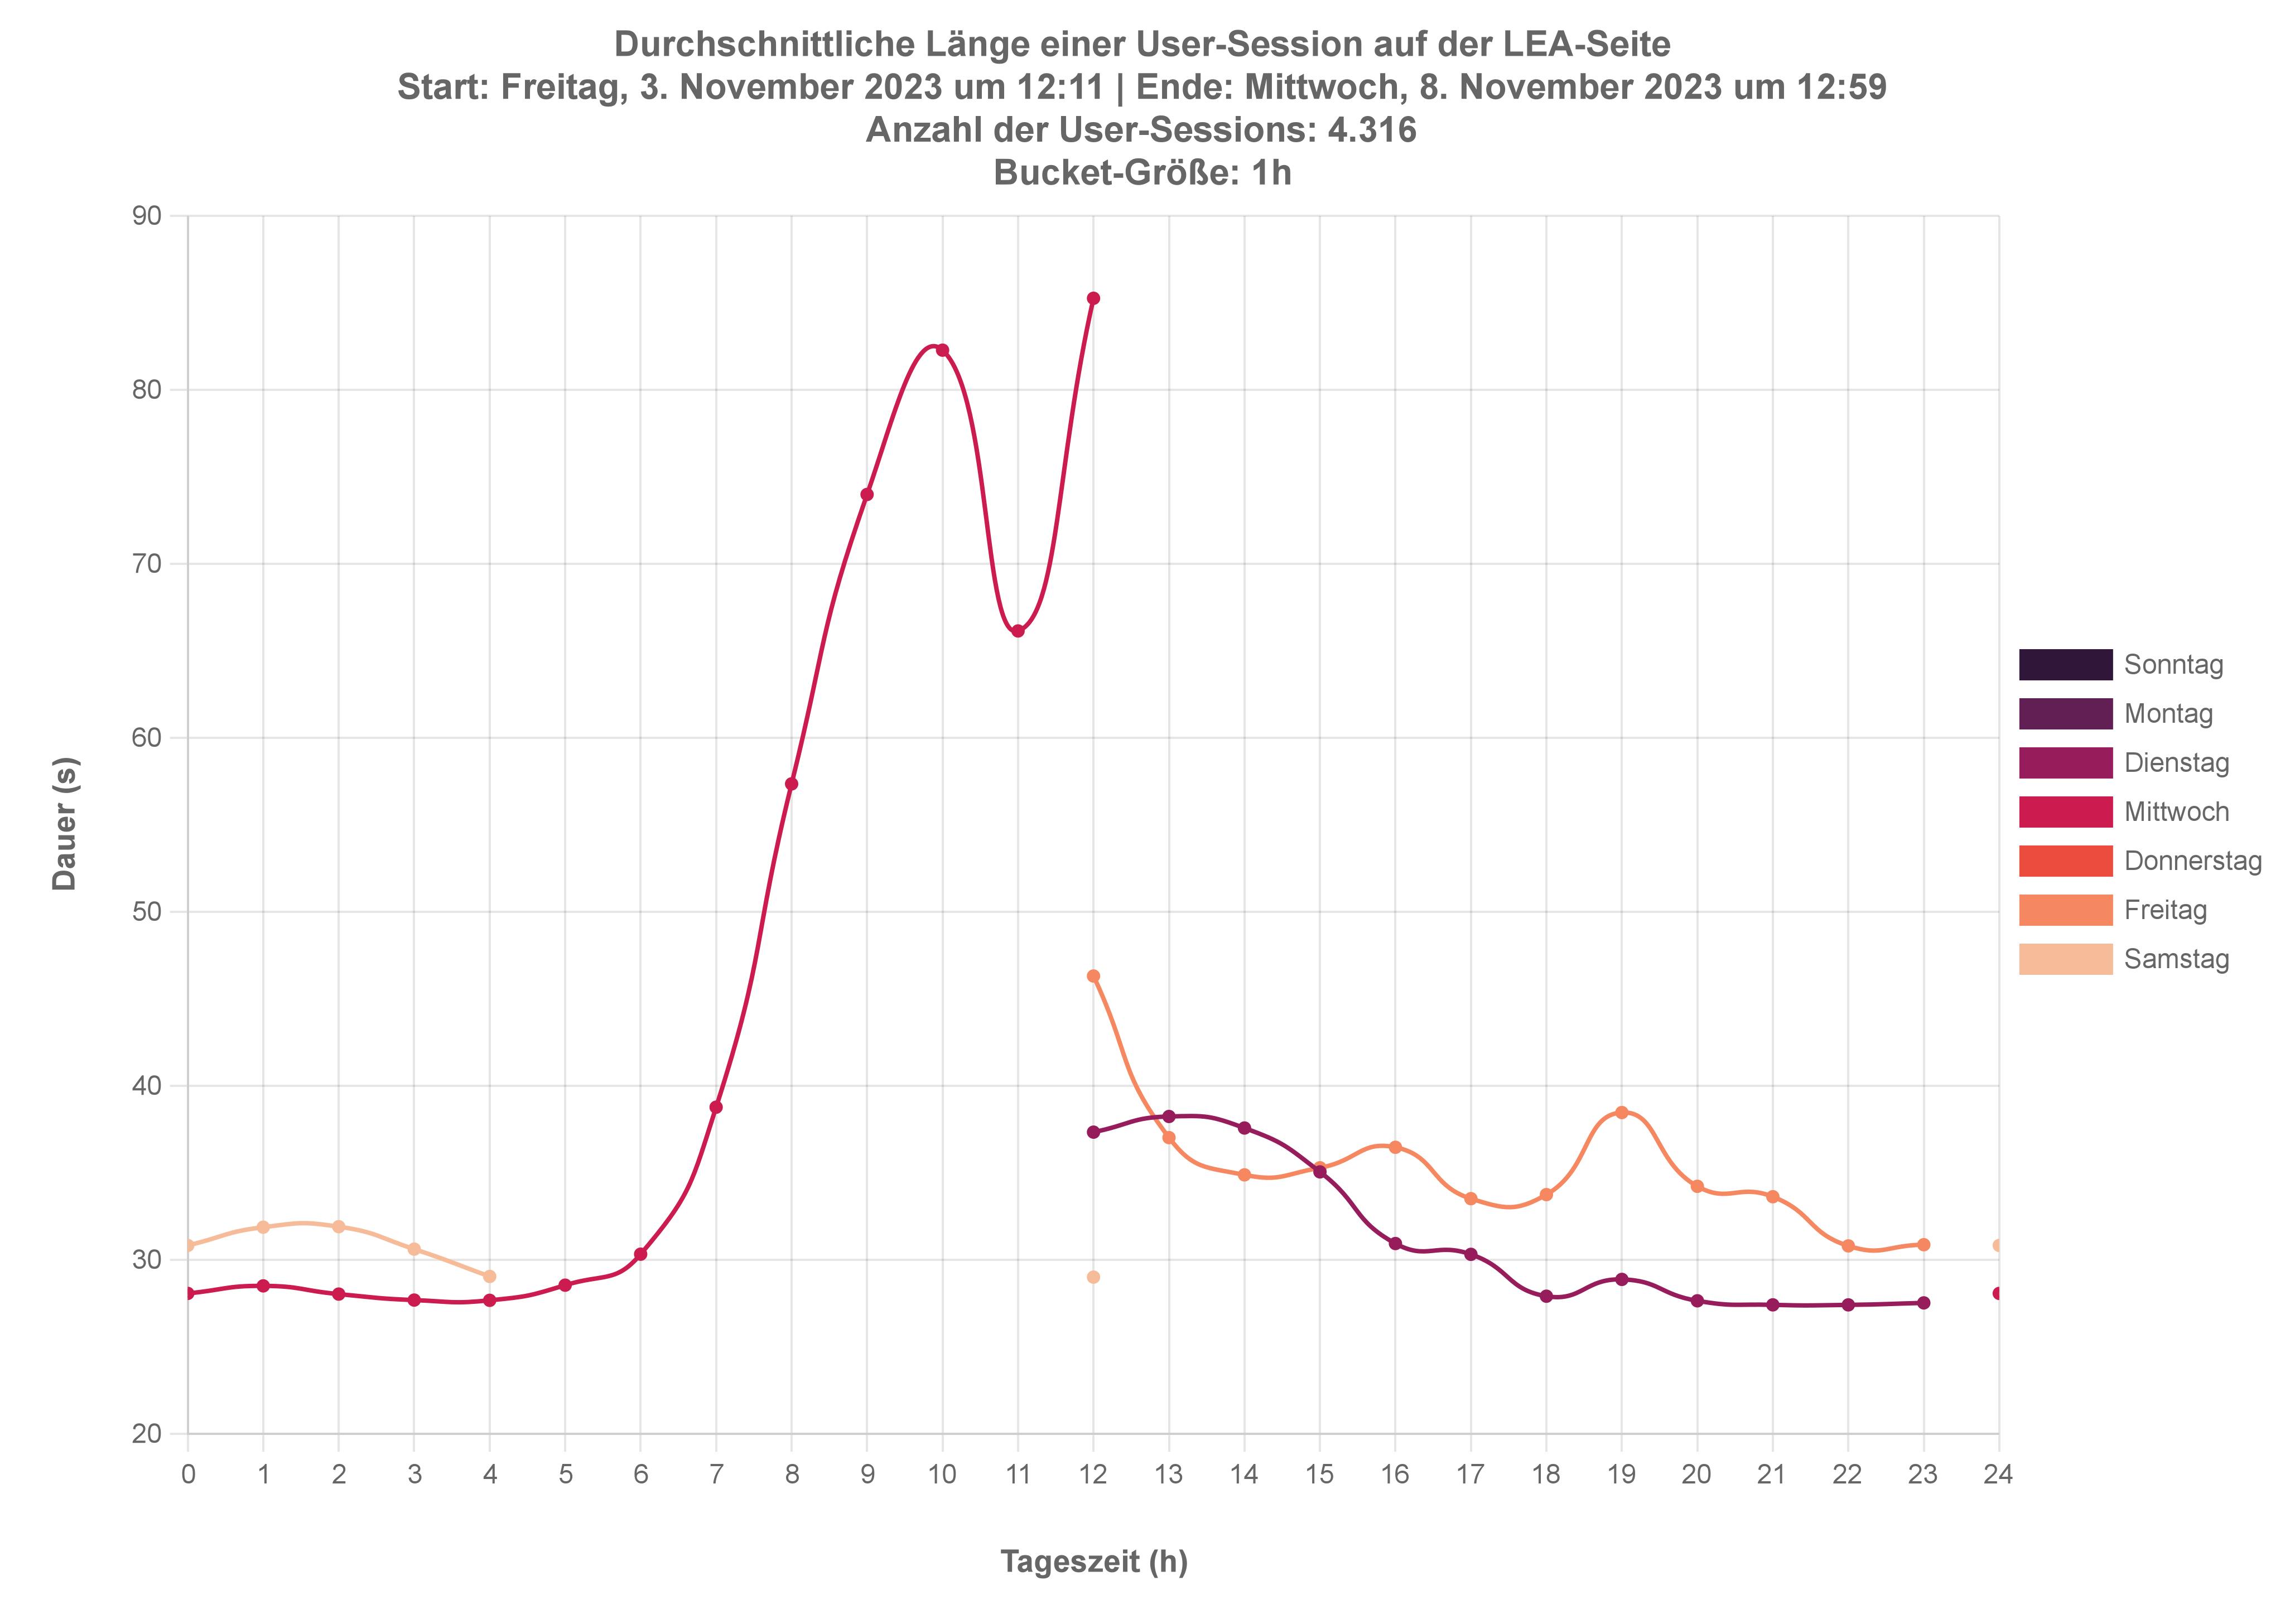 Durchschnittliche Länge einer User-Session auf der LEA-Seite
Start: Freitag, 3. November 2023 um 12:11 | Ende: Mittwoch, 8. November 2023 um 12:59
Anzahl der User-Sessions: 4.316
Bucket-Größe: 1h
90
80
70
60
50
40
30
20
Dauer (s)
0 1 2 3 4 5 6 7 8 9 10 11 12 13 14 15 16 17 18 19 20 21 22 23 24
Tageszeit (h)
Sonntag
Montag
Dienstag
Mittwoch
Donnerstag
Freitag
Samstag